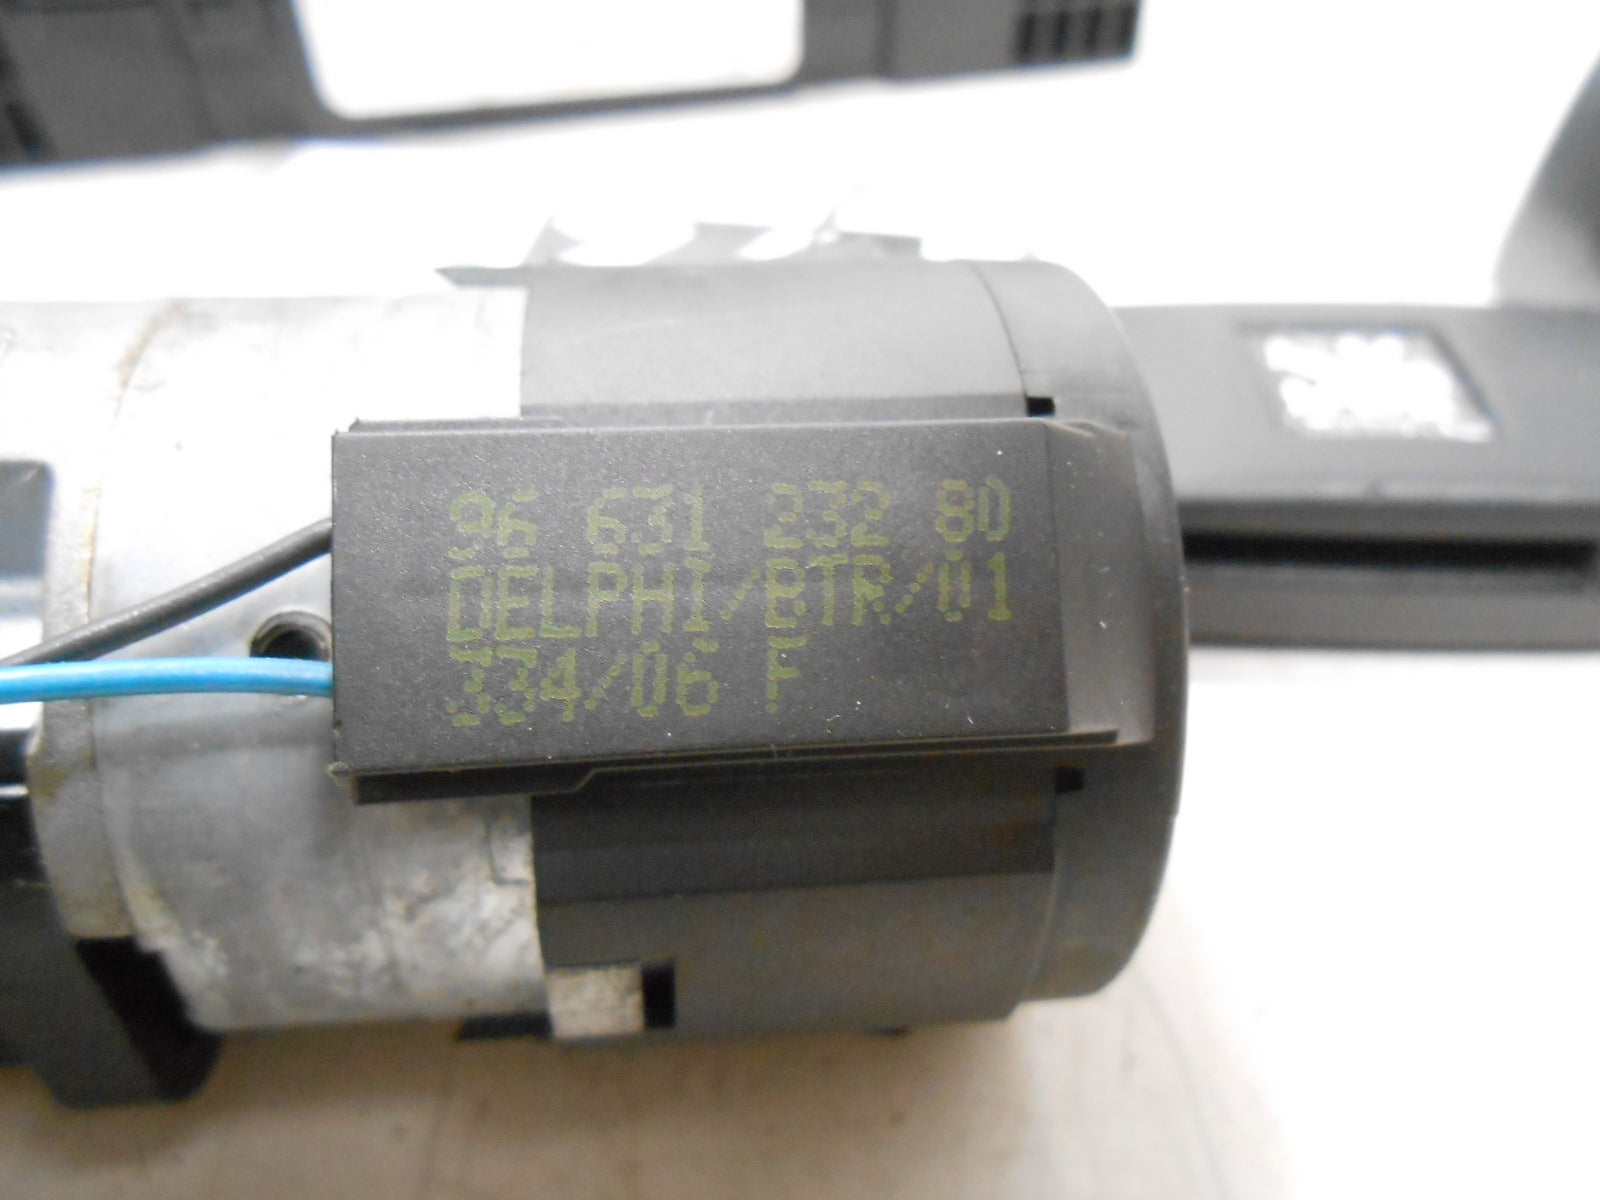 96 631 232 80
DELPHI/BTR/01
334/06 F